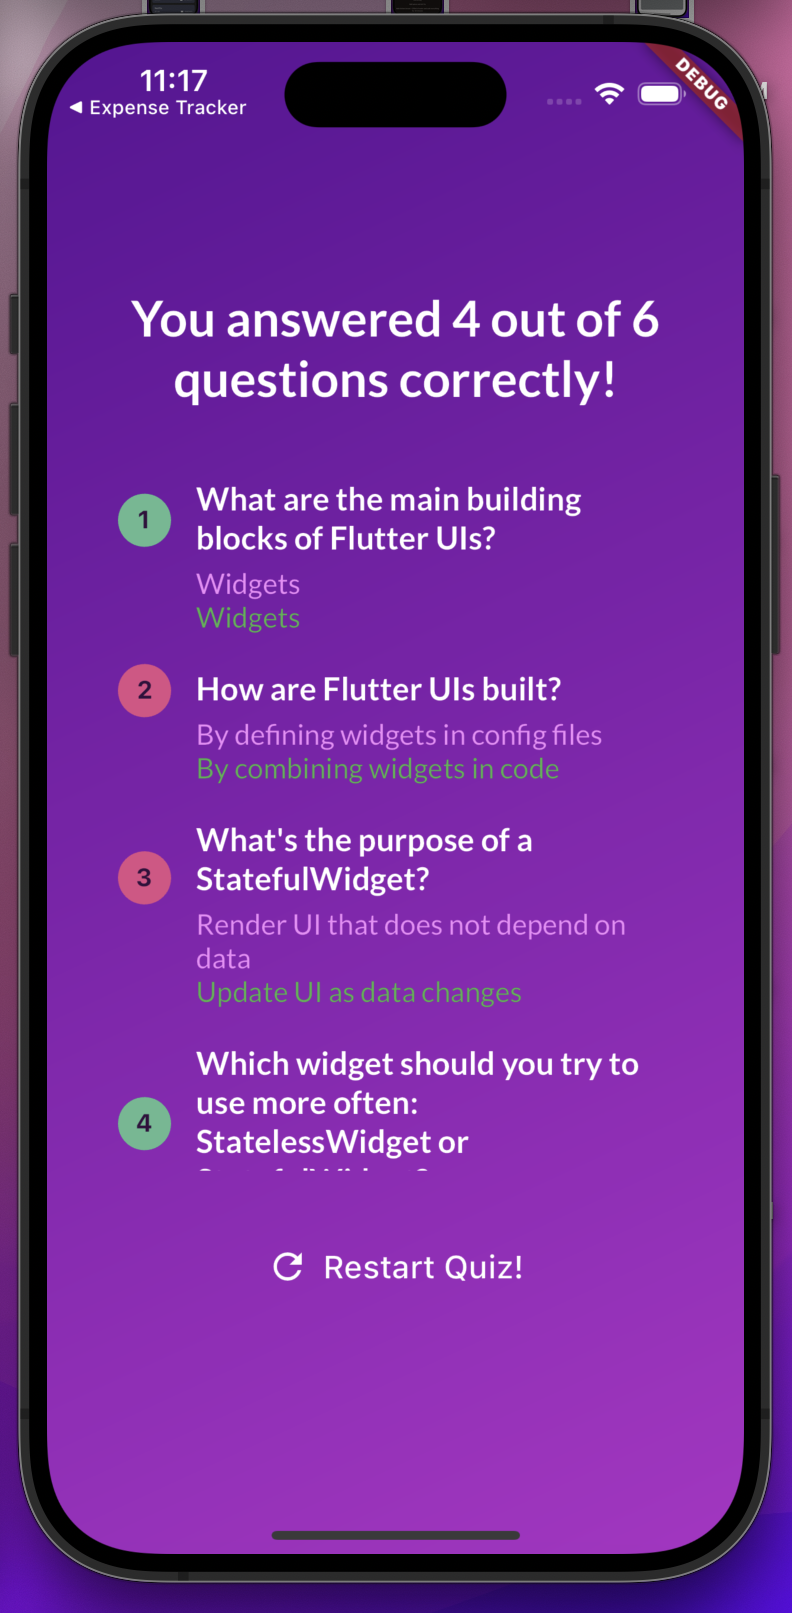 11:17
◀ Expense Tracker
DEBUG
You answered 4 out of 6
questions correctly!
1
What are the main building
blocks of Flutter UIs?
Widgets
Widgets
2
How are Flutter UIs built?
By defining widgets in config files
By combining widgets in code
3
What's the purpose of a
StatefulWidget?
Render UI that does not depend on
data
Update UI as data changes
4
Which widget should you try to
use more often:
StatelessWidget or
Restart Quiz!